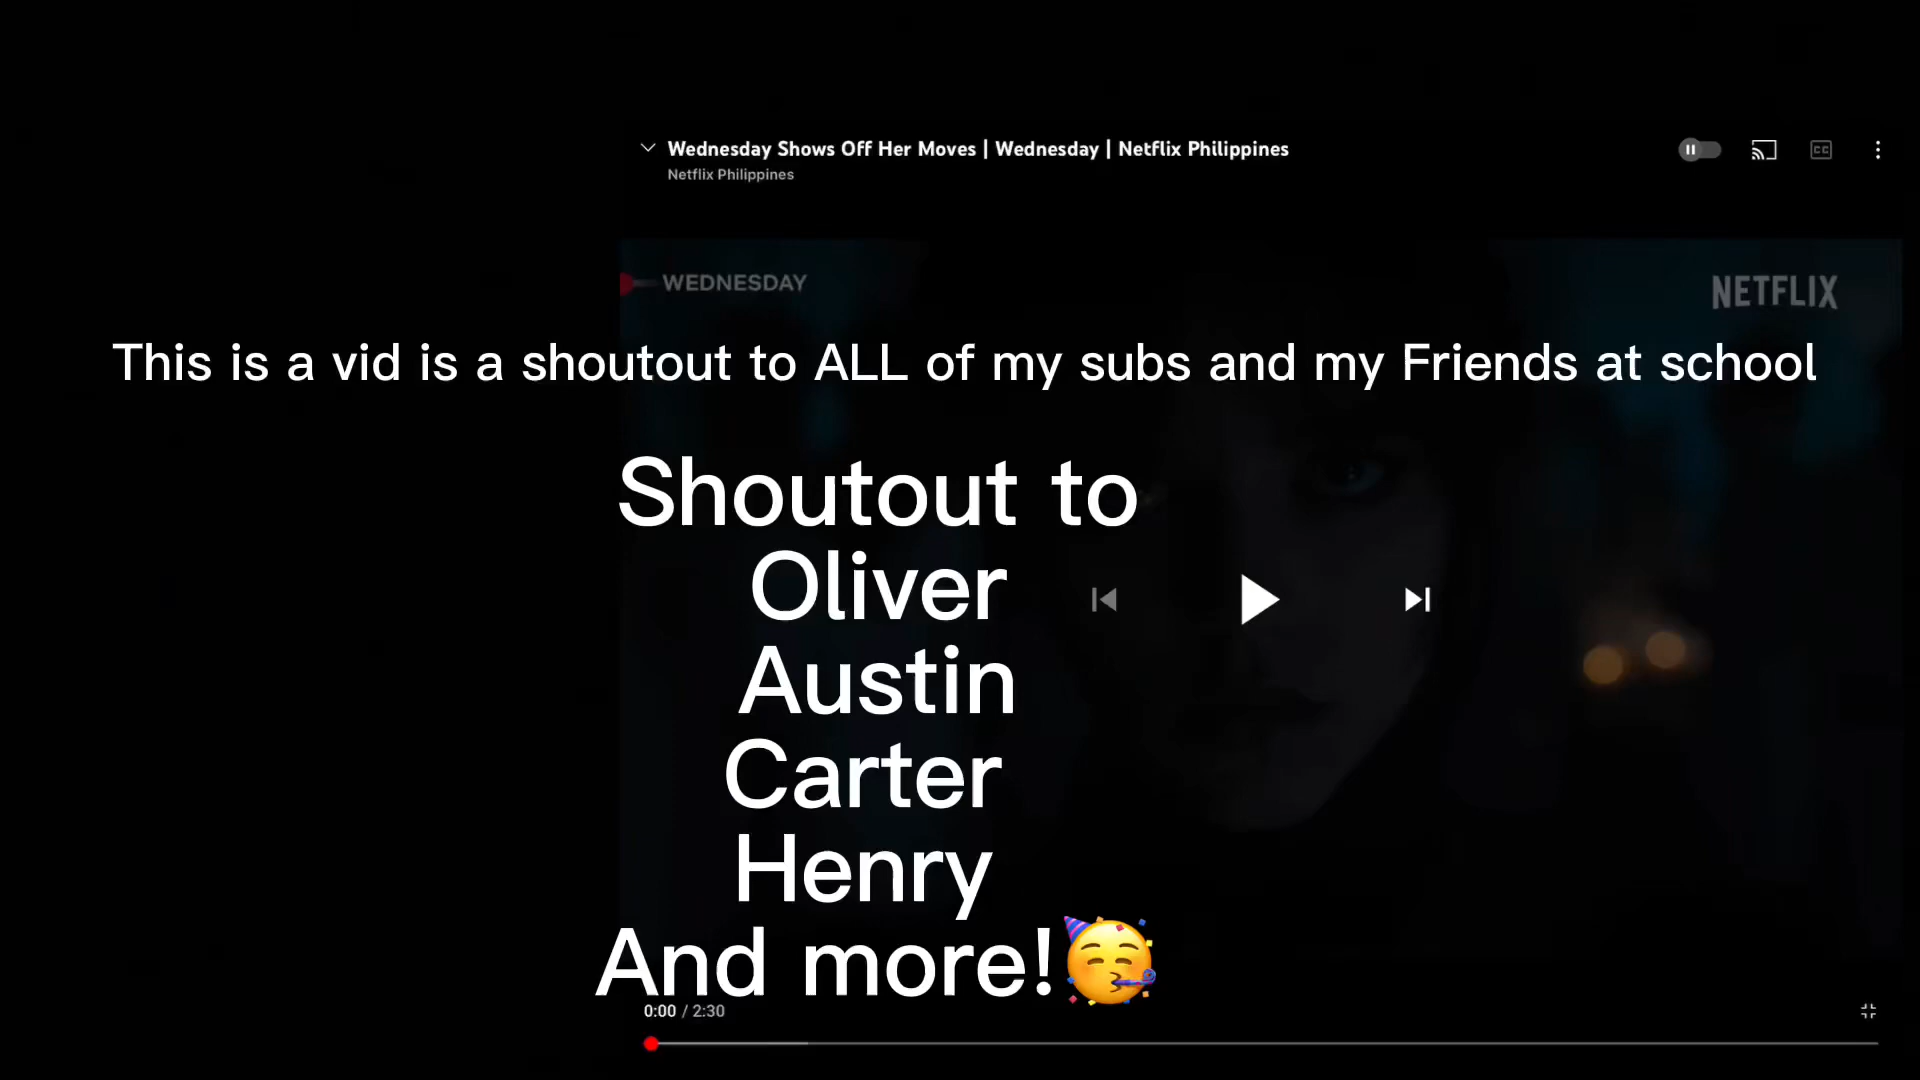 Wednesday Shows Off Her Moves | Wednesday | Netflix Philippines
Netflix Philippines
CC
WEDNESDAY
NETFLIX
This is a vid is a shoutout to ALL of my subs and my Friends at school
Shoutout to
Oliver
Austin
Carter
Henry
And more!🥳
0:00 / 2:30